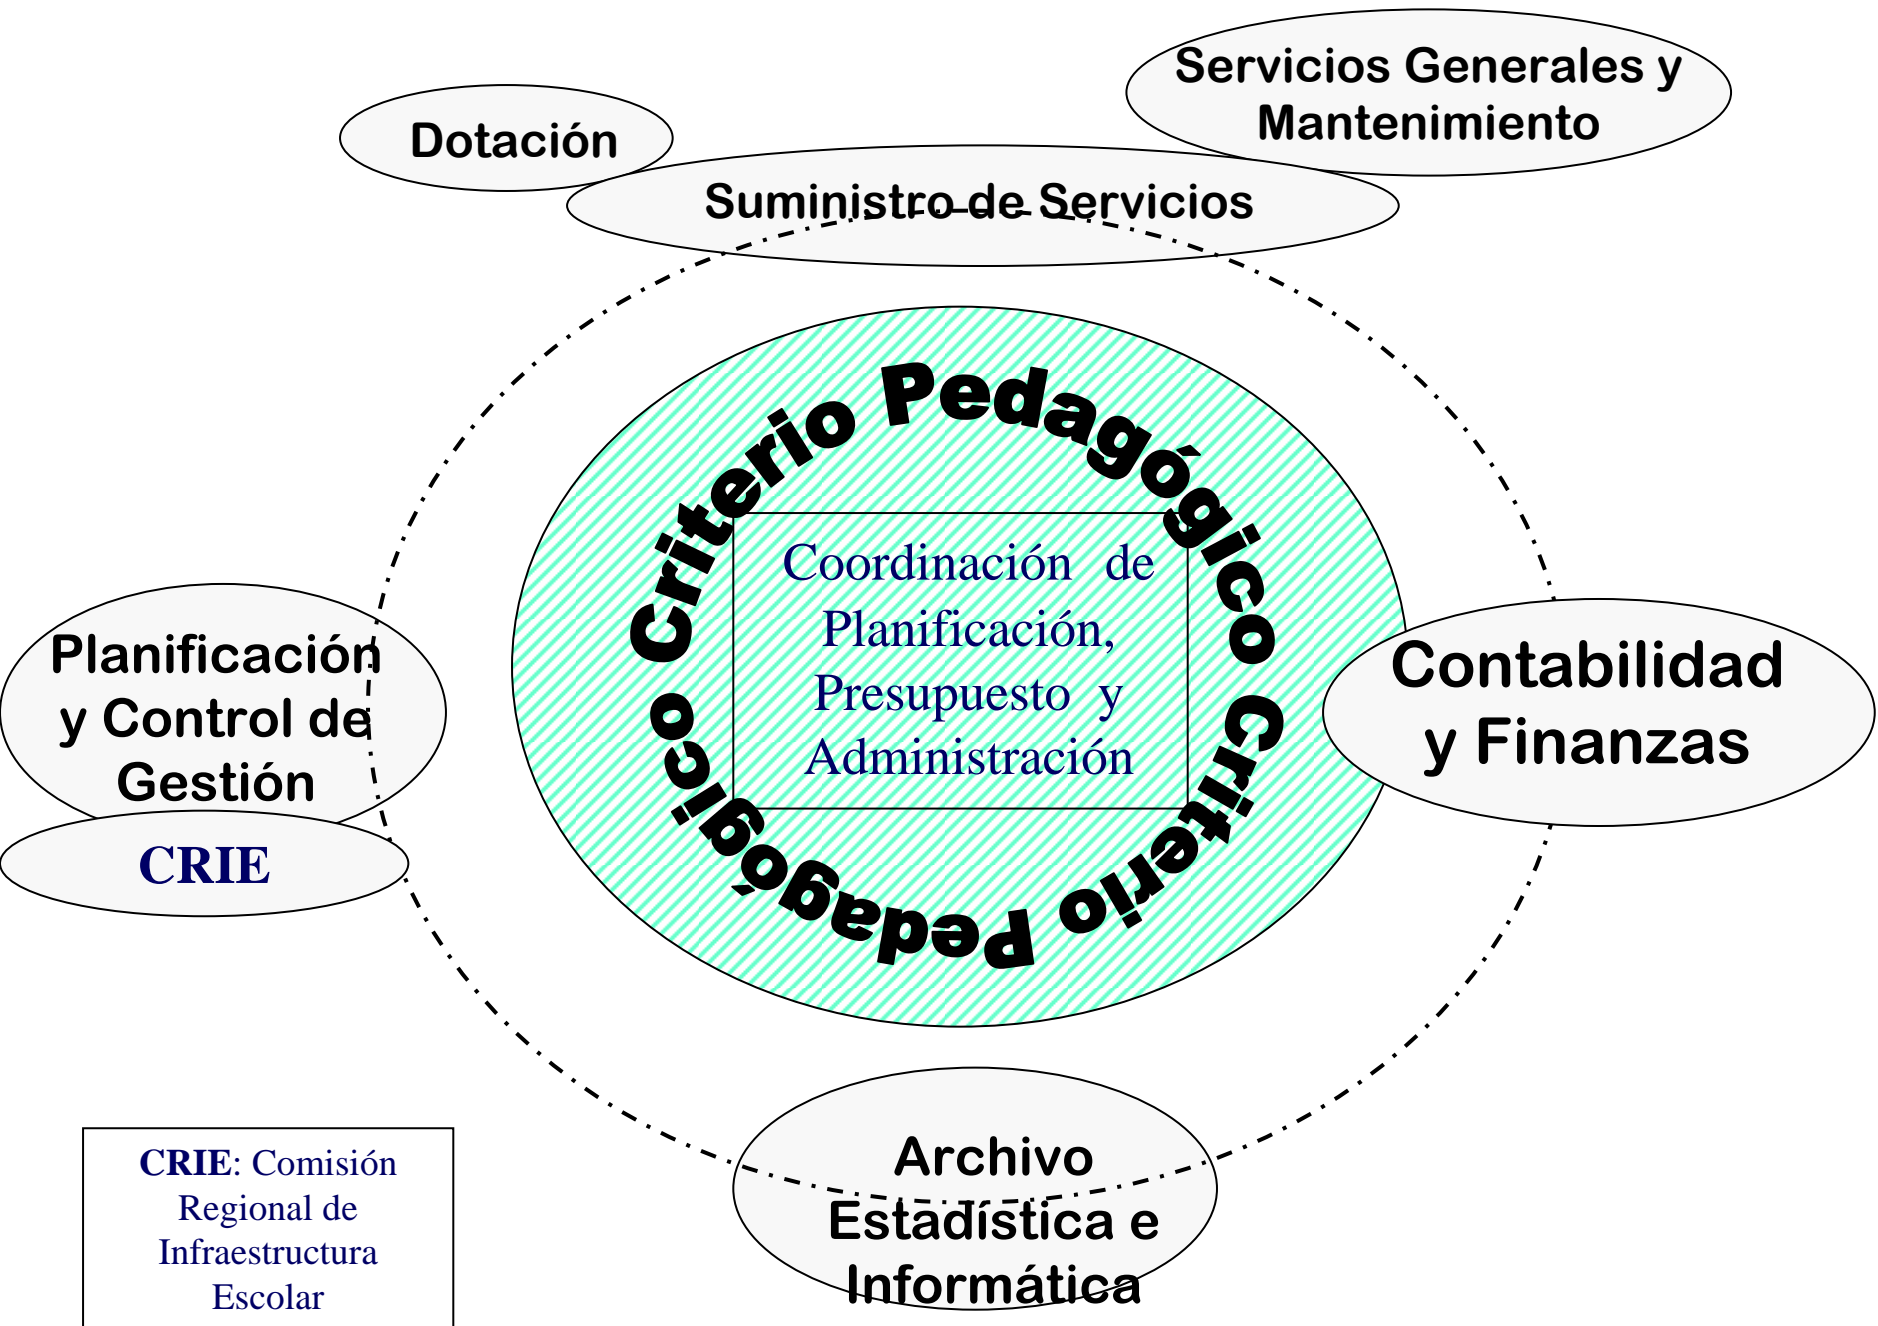 Servicios Generales y
Mantenimiento
Dotación
Suministro de Servicios
Criterio Pedagógico Criterio Pedagógico
Coordinación de
Planificación,
Presupuesto y
Administración
Planificación
y Control de
Gestión
CRIE
Contabilidad
y Finanzas
Archivo
Estadística e
Informática
CRIE: Comisión
Regional de
Infraestructura
Escolar